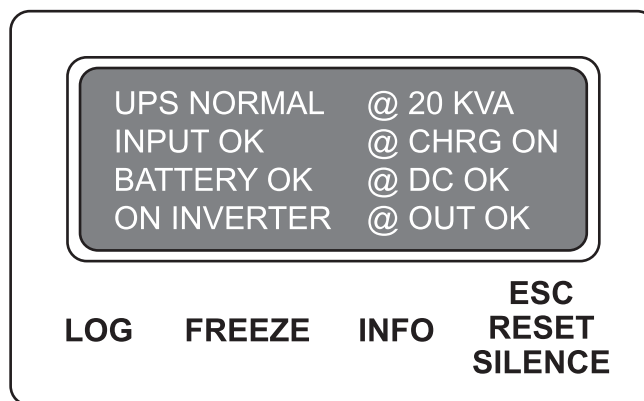 UPS NORMAL @ 20 KVA
INPUT OK @ CHRG ON
BATTERY OK @ DC OK
ON INVERTER @ OUT OK
LOG FREEZE INFO ESC RESET SILENCE